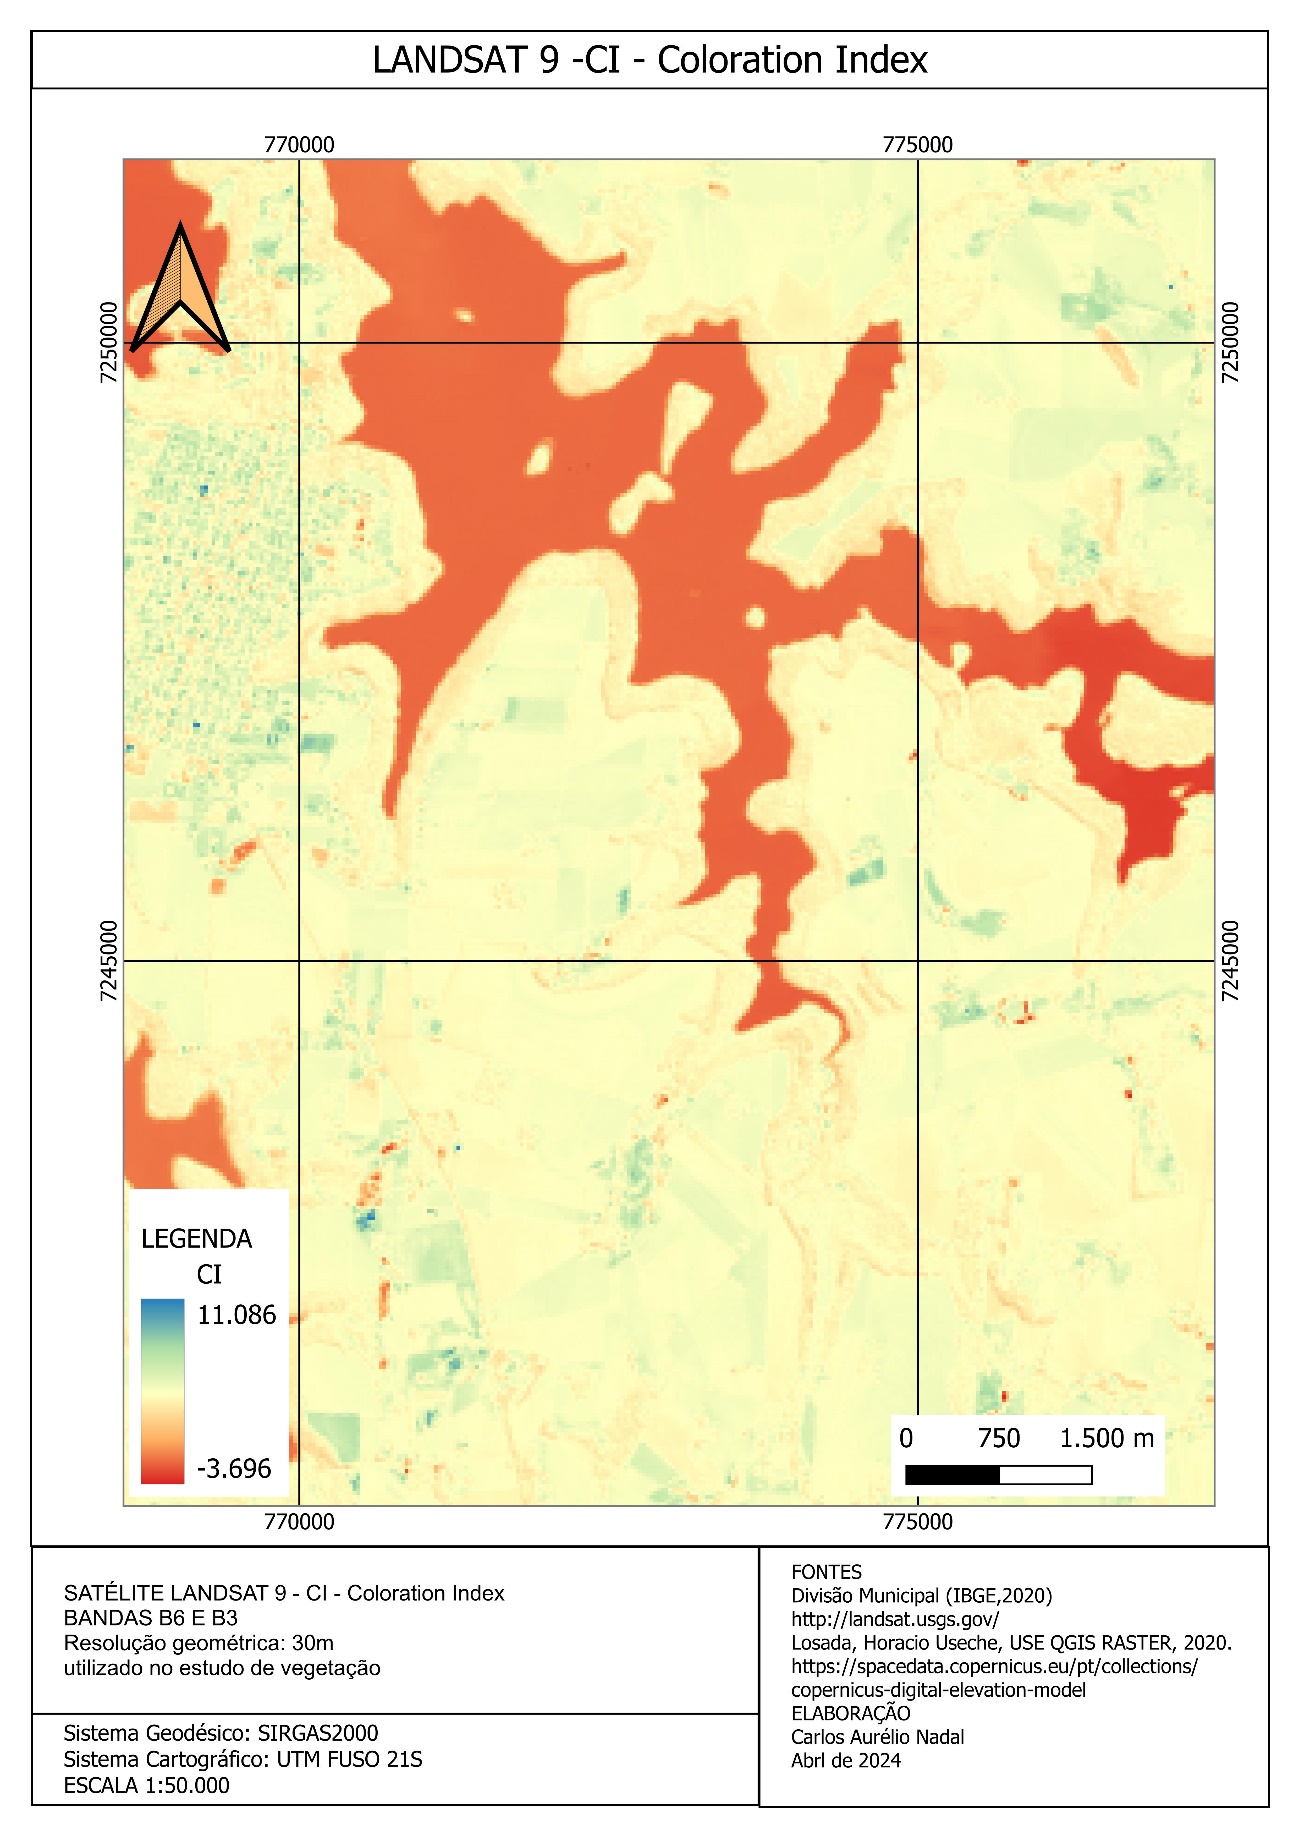 LANDSAT 9 -CI - Coloration Index
770000
775000
7250000
7250000
7245000
7245000
LEGENDA
CI
11.086
-3.696
0 750 1.500 m
770000
775000
SATÉLITE LANDSAT 9 - CI - Coloration Index
BANDAS B6 E B3
Resolução geométrica: 30m
utilizado no estudo de vegetação
Sistema Geodésico: SIRGAS2000
Sistema Cartográfico: UTM FUSO 21S
ESCALA 1:50.000
FONTES
Divisão Municipal (IBGE,2020)
http://landsat.usgs.gov/
Losada, Horacio Useche, USE QGIS RASTER, 2020.
https://spacedata.copernicus.eu/pt/collections/
copernicus-digital-elevation-model
ELABORAÇÃO
Carlos Aurélio Nadal
Abrl de 2024